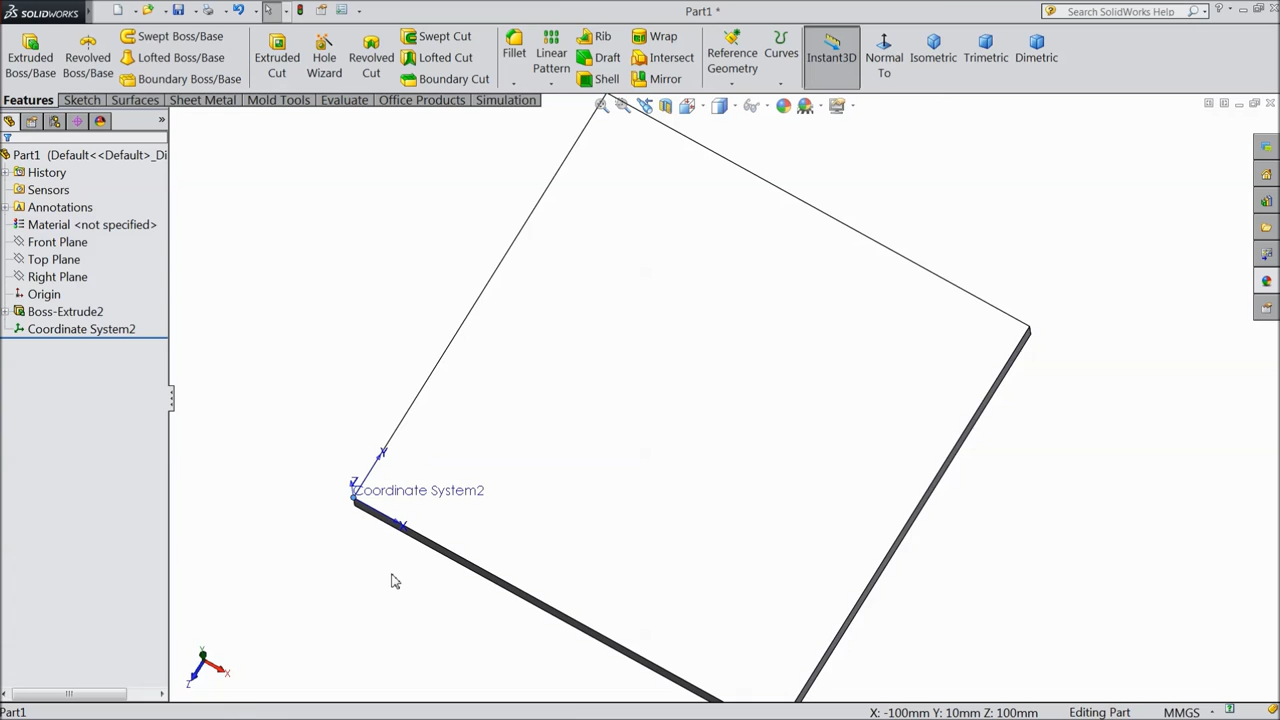 SOLIDWORKS
Part1 *
Search SolidWorks Help
Extruded Boss/Base
Revolved Boss/Base
Swept Boss/Base
Lofted Boss/Base
Boundary Boss/Base
Extruded Cut
Hole Wizard
Revolved Cut
Swept Cut
Lofted Cut
Boundary Cut
Fillet
Linear Pattern
Rib
Draft
Shell
Wrap
Intersect
Mirror
Reference Geometry
Curves
Instant3D
Normal To
Isometric
Trimetric
Dimetric
Features
Sketch
Surfaces
Sheet Metal
Mold Tools
Evaluate
Office Products
Simulation
Part1 (Default<<Default>_Di
History
Sensors
Annotations
Material <not specified>
Front Plane
Top Plane
Right Plane
Origin
Boss-Extrude2
Coordinate System2
Y
Z
Coordinate System2
X
Y
X
Z
Part1
X: -100mm Y: 10mm Z: 100mm
Editing Part
MMGS